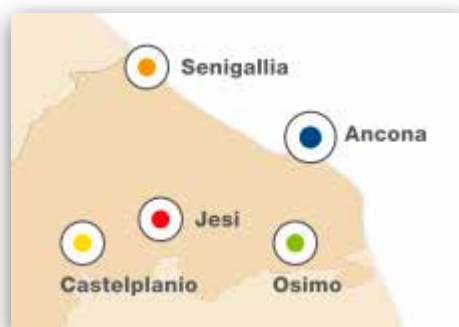 Senigallia
Ancona
Jesi
Castelplanio
Osimo